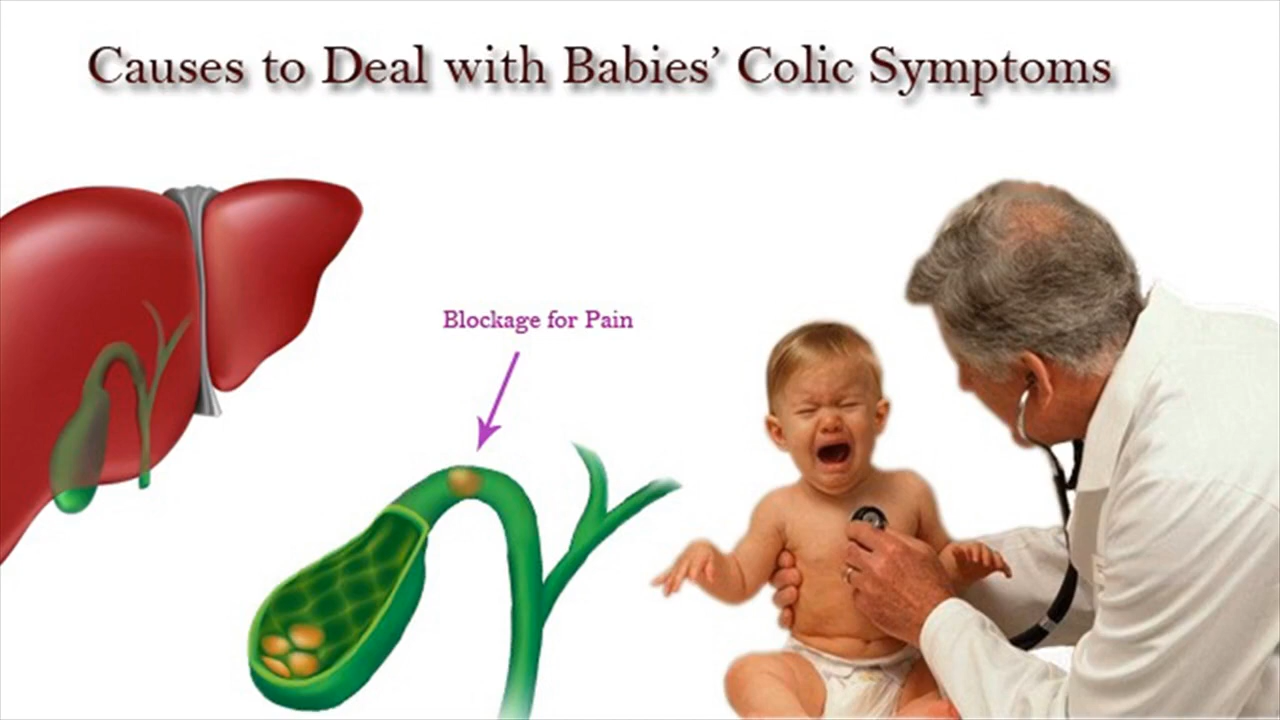 Causes to Deal with Babies’ Colic Symptoms
Blockage for Pain